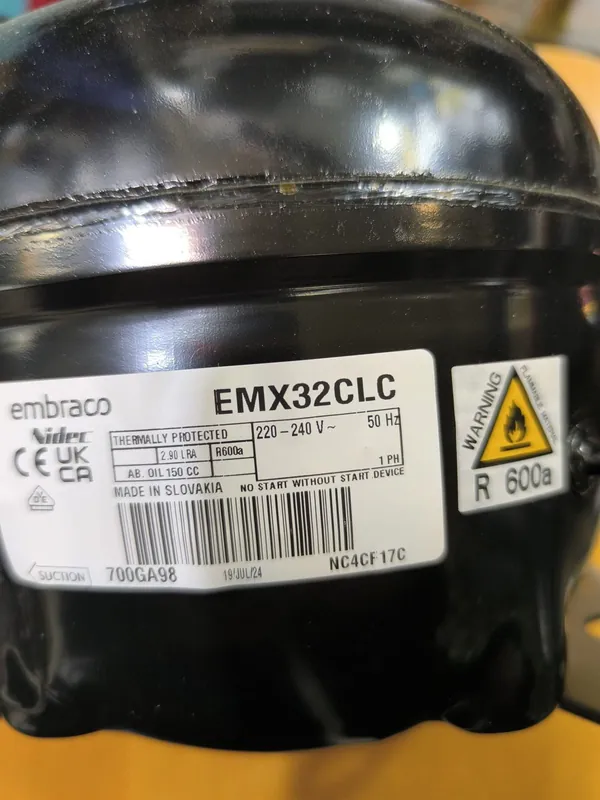 embraco
EMX32CLC
Nidec
THERMALLY PROTECTED
220-240 V~ 50 Hz
2.90 LRA R600a
AB. OIL 150 CC
1 PH
CE UK
CA
MADE IN SLOVAKIA NO START WITHOUT START DEVICE
SUCTION
700GA98
19/JUL/24
NC4CF17C
WARNING
R 600a